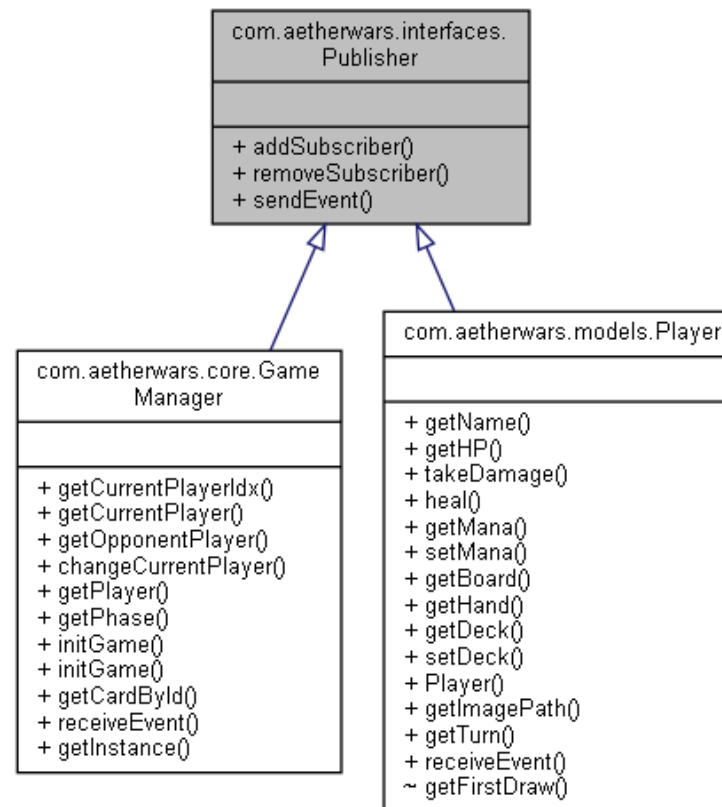 com.aetherwars.interfaces.
Publisher
+ addSubscriber()
+ removeSubscriber()
+ sendEvent()
com.aetherwars.core.Game
Manager
+ getCurrentPlayerIdx()
+ getCurrentPlayer()
+ getOpponentPlayer()
+ changeCurrentPlayer()
+ getPlayer()
+ getPhase()
+ initGame()
+ initGame()
+ getCardById()
+ receiveEvent()
+ getInstance()
com.aetherwars.models.Player
+ getName()
+ getHP()
+ takeDamage()
+ heal()
+ getMana()
+ setMana()
+ getBoard()
+ getHand()
+ getDeck()
+ setDeck()
+ Player()
+ getImagePath()
+ getTurn()
+ receiveEvent()
~ getFirstDraw()